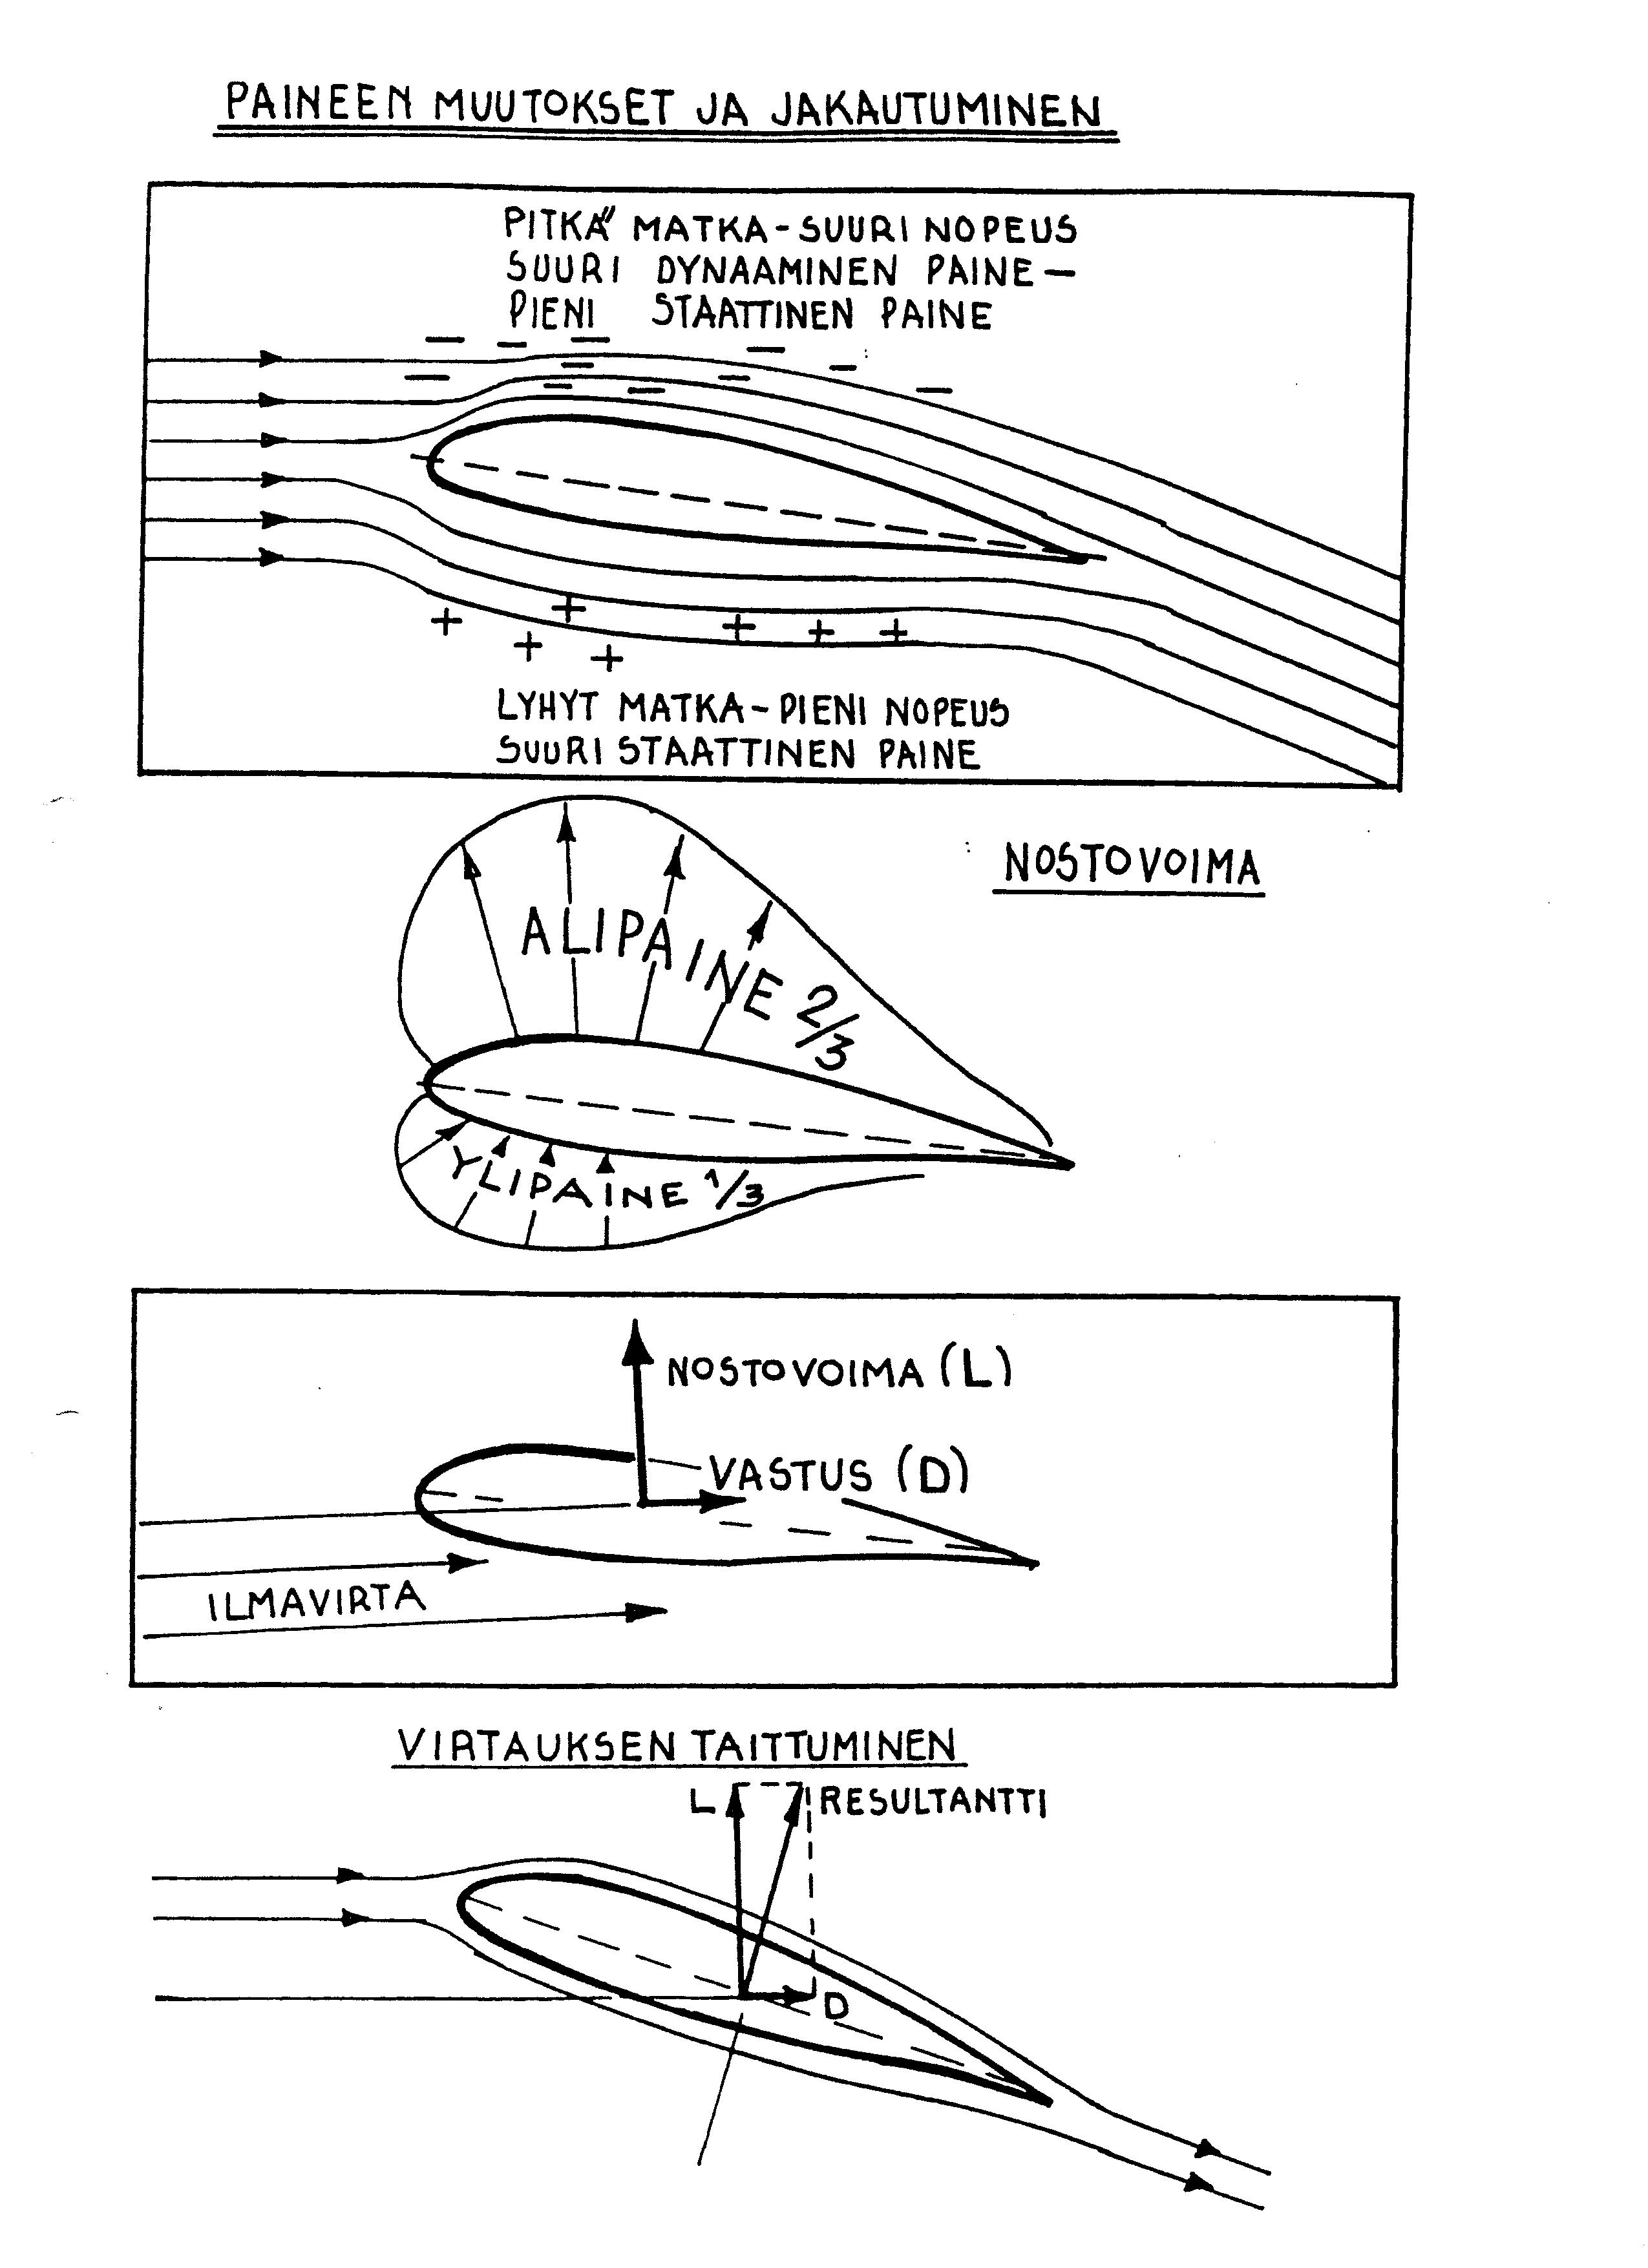 PAINEEN MUUTOKSET JA JAKAUTUMINEN
PITKÄ MATKA-SUURI NOPEUS
SUURI DYNAAMINEN PAINE-
PIENI STAATTINEN PAINE
LYHYT MATKA-PIENI NOPEUS
SUURI STAATTINEN PAINE
NOSTOVOIMA
ALIPAINE 2/3
YLIPAINE 1/3
NOSTOVOIMA (L)
VASTUS (D)
ILMAVIRTA
VIRTAUKSEN TAITTUMINEN
L
RESULTANTTI
D